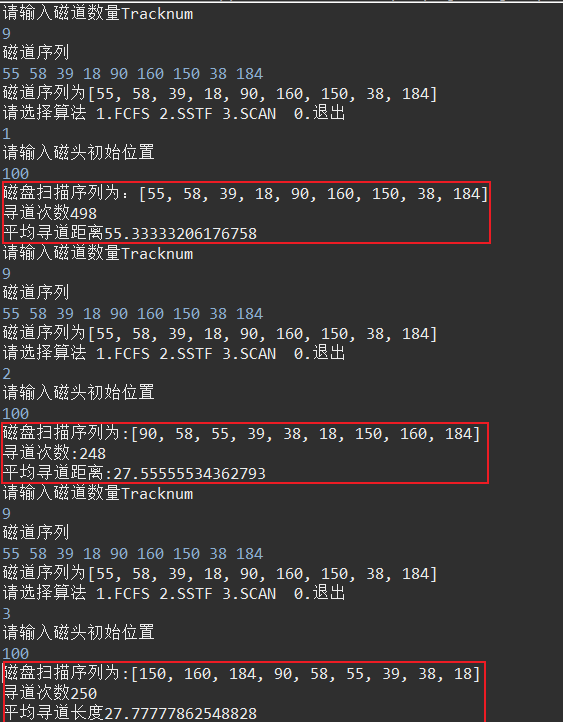 请输入磁道数量Tracknum
9
磁道序列
55 58 39 18 90 160 150 38 184
磁道序列为[55, 58, 39, 18, 90, 160, 150, 38, 184]
请选择算法 1.FCFS 2.SSTF 3.SCAN  0.退出
1
请输入磁头初始位置
100
磁盘扫描序列为：[55, 58, 39, 18, 90, 160, 150, 38, 184]
寻道次数498
平均寻道距离55.33333206176758
请输入磁道数量Tracknum
9
磁道序列
55 58 39 18 90 160 150 38 184
磁道序列为[55, 58, 39, 18, 90, 160, 150, 38, 184]
请选择算法 1.FCFS 2.SSTF 3.SCAN  0.退出
2
请输入磁头初始位置
100
磁盘扫描序列为:[90, 58, 55, 39, 38, 18, 150, 160, 184]
寻道次数:248
平均寻道距离:27.55555534362793
请输入磁道数量Tracknum
9
磁道序列
55 58 39 18 90 160 150 38 184
磁道序列为[55, 58, 39, 18, 90, 160, 150, 38, 184]
请选择算法 1.FCFS 2.SSTF 3.SCAN  0.退出
3
请输入磁头初始位置
100
磁盘扫描序列为:[150, 160, 184, 90, 58, 55, 39, 38, 18]
寻道次数250
平均寻道长度27.77777862548828